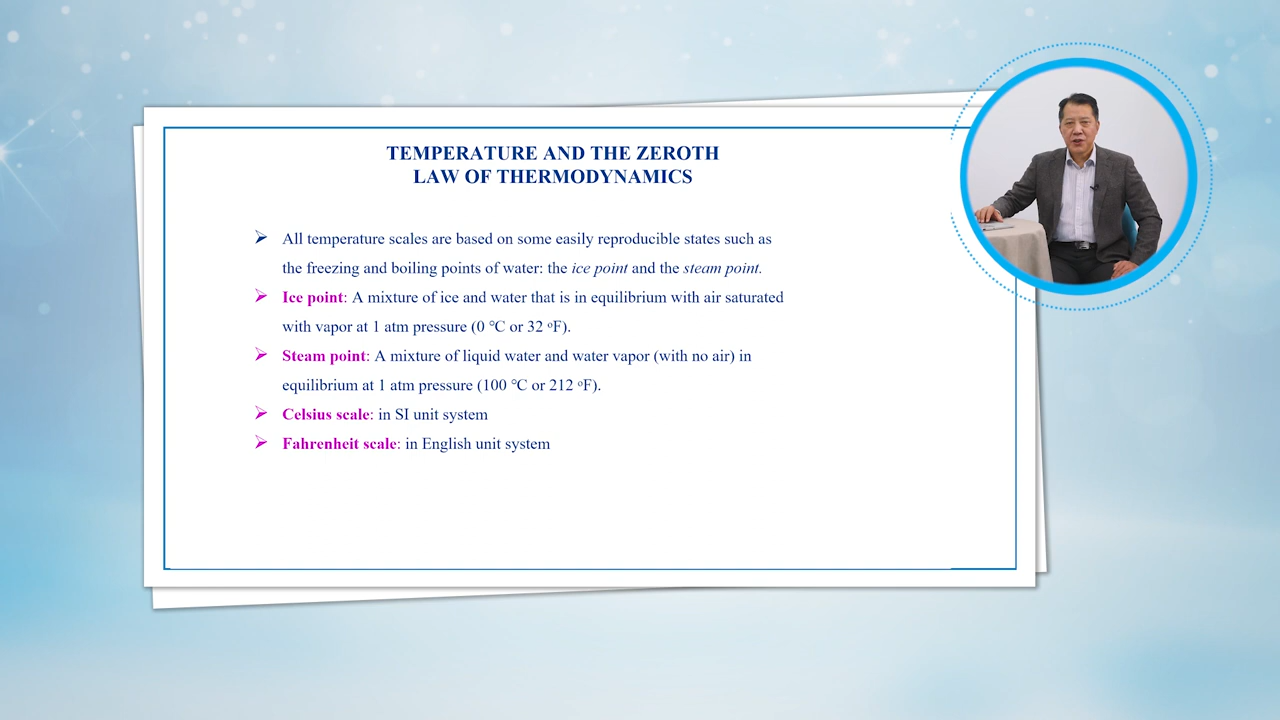 TEMPERATURE AND THE ZEROTH
LAW OF THERMODYNAMICS
➢ All temperature scales are based on some easily reproducible states such as
the freezing and boiling points of water: the ice point and the steam point.
➢ Ice point: A mixture of ice and water that is in equilibrium with air saturated
with vapor at 1 atm pressure (0 ℃ or 32 ᵒF).
➢ Steam point: A mixture of liquid water and water vapor (with no air) in
equilibrium at 1 atm pressure (100 ℃ or 212 ᵒF).
➢ Celsius scale: in SI unit system
➢ Fahrenheit scale: in English unit system